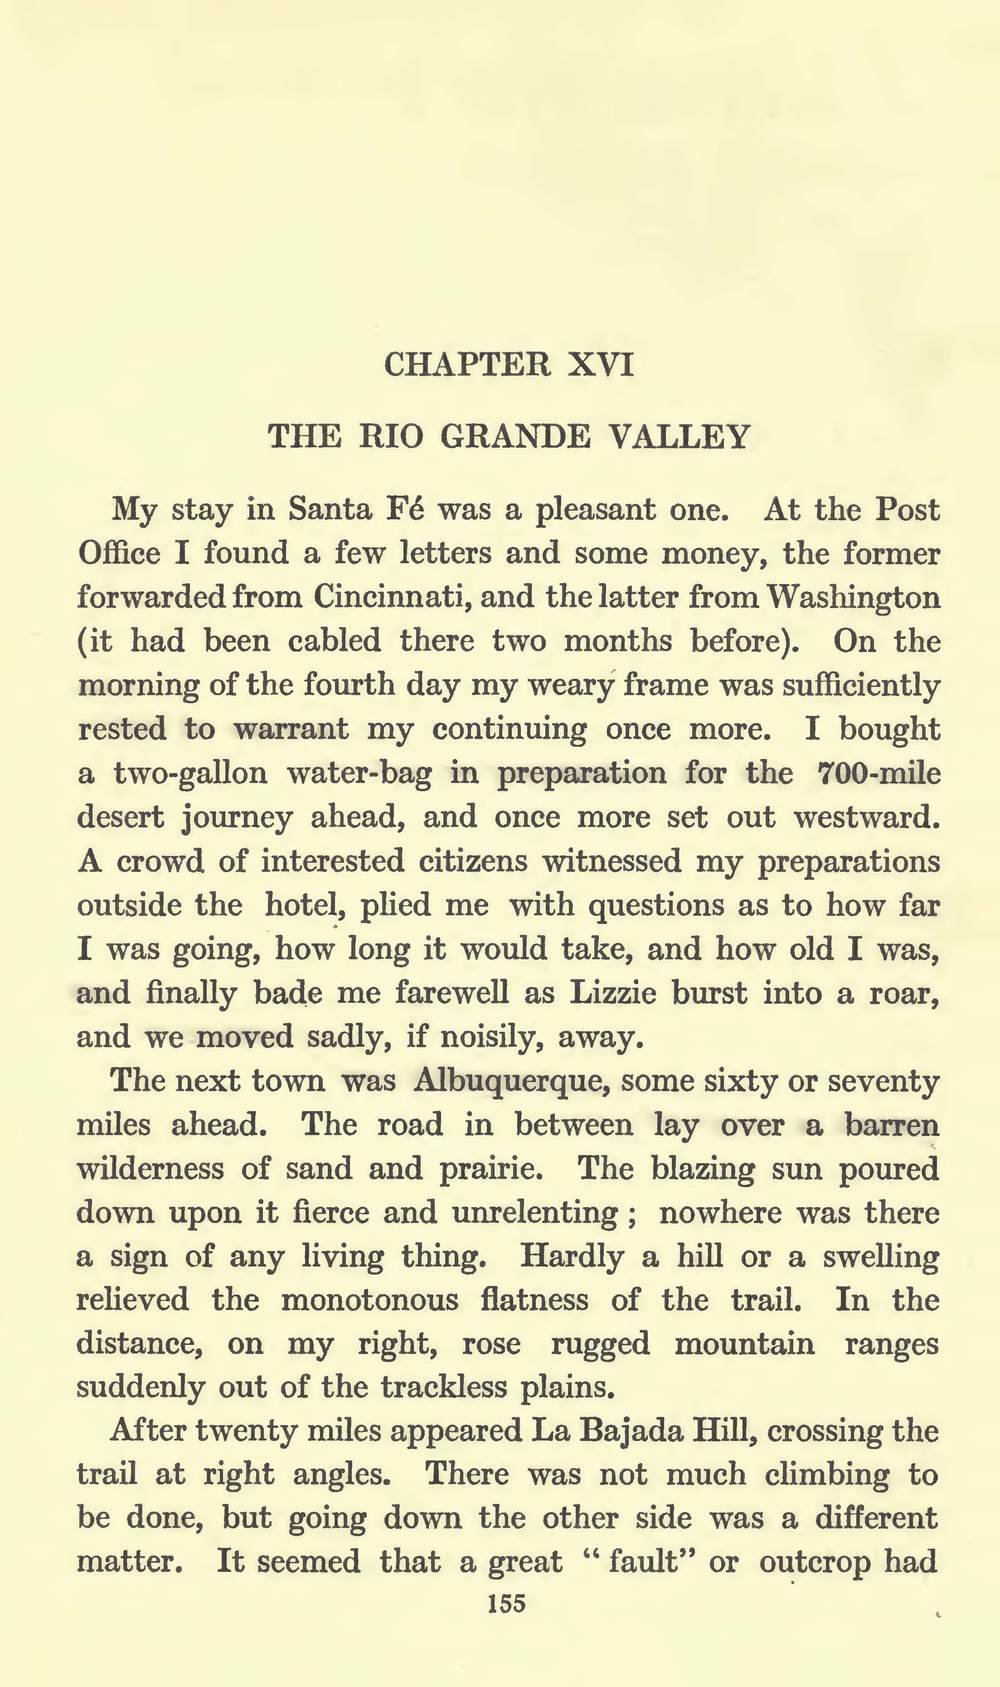 CHAPTER XVI
THE RIO GRANDE VALLEY
My stay in Santa Fé was a pleasant one. At the Post
Office I found a few letters and some money, the former
forwarded from Cincinnati, and the latter from Washington
(it had been cabled there two months before). On the
morning of the fourth day my weary frame was sufficiently
rested to warrant my continuing once more. I bought
a two-gallon water-bag in preparation for the 700-mile
desert journey ahead, and once more set out westward.
A crowd of interested citizens witnessed my preparations
outside the hotel, plied me with questions as to how far
I was going, how long it would take, and how old I was,
and finally bade me farewell as Lizzie burst into a roar,
and we moved sadly, if noisily, away.
The next town was Albuquerque, some sixty or seventy
miles ahead. The road in between lay over a barren
wilderness of sand and prairie. The blazing sun poured
down upon it fierce and unrelenting ; nowhere was there
a sign of any living thing. Hardly a hill or a swelling
relieved the monotonous flatness of the trail. In the
distance, on my right, rose rugged mountain ranges
suddenly out of the trackless plains.
After twenty miles appeared La Bajada Hill, crossing the
trail at right angles. There was not much climbing to
be done, but going down the other side was a different
matter. It seemed that a great “ fault” or outcrop had
155